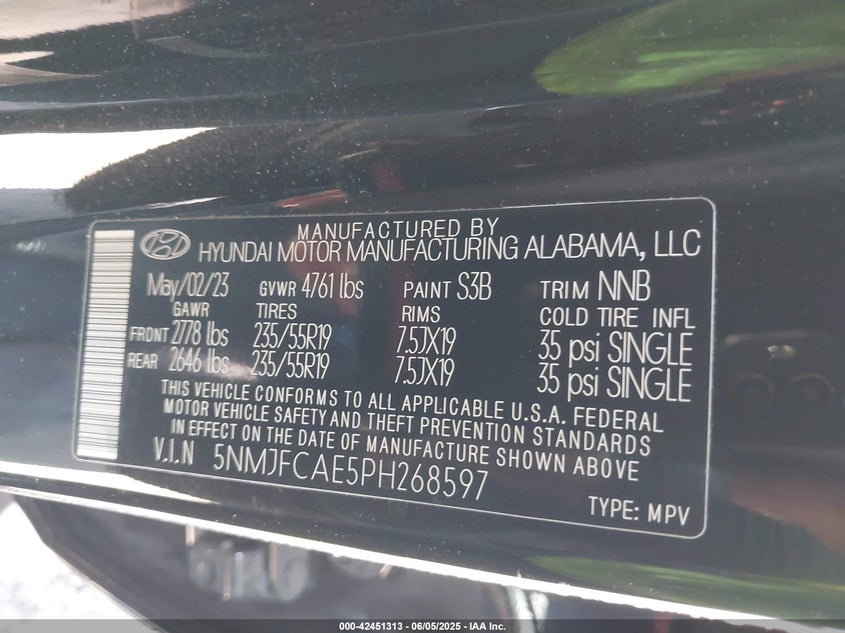 MANUFACTURED BY
HYUNDAI MOTOR MANUFACTURING ALABAMA, LLC
May/02/23 GVWR 4761 lbs PAINT S3B TRIM NNB
GAWR TIRES RIMS COLD TIRE INFL
FRONT 2778 lbs 235/55R19 7.5JX19 35 psi SINGLE
REAR 2646 lbs 235/55R19 7.5JX19 35 psi SINGLE
THIS VEHICLE CONFORMS TO ALL APPLICABLE U.S.A. FEDERAL
MOTOR VEHICLE SAFETY AND THEFT PREVENTION STANDARDS
IN EFFECT ON THE DATE OF MANUFACTURE SHOWN ABOVE
V.I.N 5NMJFCAE5PH268597
TYPE: MPV
000-42451313 - 06/05/2025 - IAA Inc.